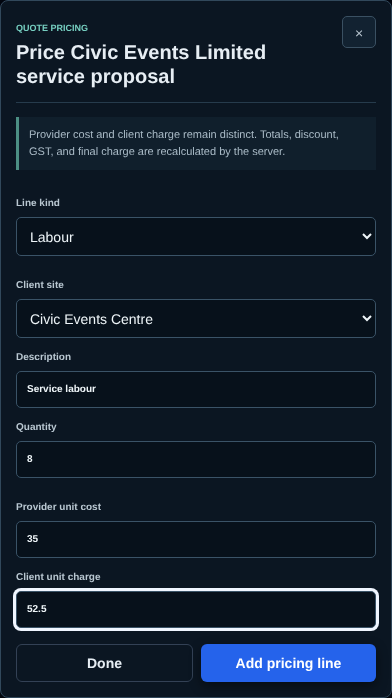 QUOTE PRICING
Price Civic Events Limited
service proposal
×
Provider cost and client charge remain distinct. Totals, discount,
GST, and final charge are recalculated by the server.
Line kind
Labour
Client site
Civic Events Centre
Description
Service labour
Quantity
8
Provider unit cost
35
Client unit charge
52.5
Done
Add pricing line